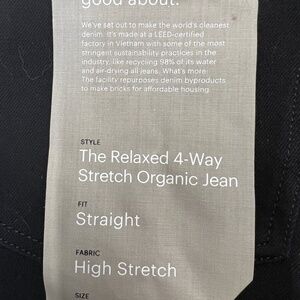 good about.
We've set out to make the world's cleanest
denim. It's made at a LEED-certified
factory in Vietnam with some of the most
stringent sustainability practices in the
industry, like recycling 98% of its water
and air-drying all jeans. What's more:
The facility repurposes denim byproducts
to make bricks for affordable housing.
STYLE
The Relaxed 4-Way
Stretch Organic Jean
FIT
Straight
FABRIC
High Stretch
SIZE